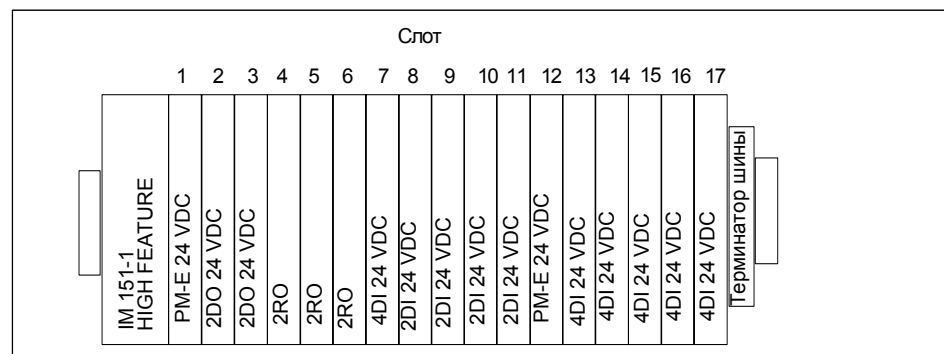 Слот
1 2 3 4 5 6 7 8 9 10 11 12 13 14 15 16 17
IM 151-1
HIGH FEATURE
PM-E 24 VDC
2DO 24 VDC
2DO 24 VDC
2RO
2RO
2RO
4DI 24 VDC
2DI 24 VDC
2DI 24 VDC
2DI 24 VDC
2DI 24 VDC
PM-E 24 VDC
4DI 24 VDC
4DI 24 VDC
4DI 24 VDC
4DI 24 VDC
4DI 24 VDC
Терминатор шины